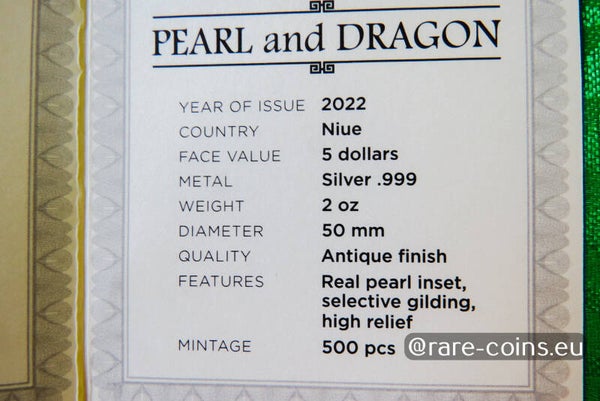 PEARL and DRAGON
YEAR OF ISSUE 2022
COUNTRY Niue
FACE VALUE 5 dollars
METAL Silver .999
WEIGHT 2 oz
DIAMETER 50 mm
QUALITY Antique finish
FEATURES Real pearl inset,
selective gilding,
high relief
MINTAGE 500 pcs @rare-coins.eu